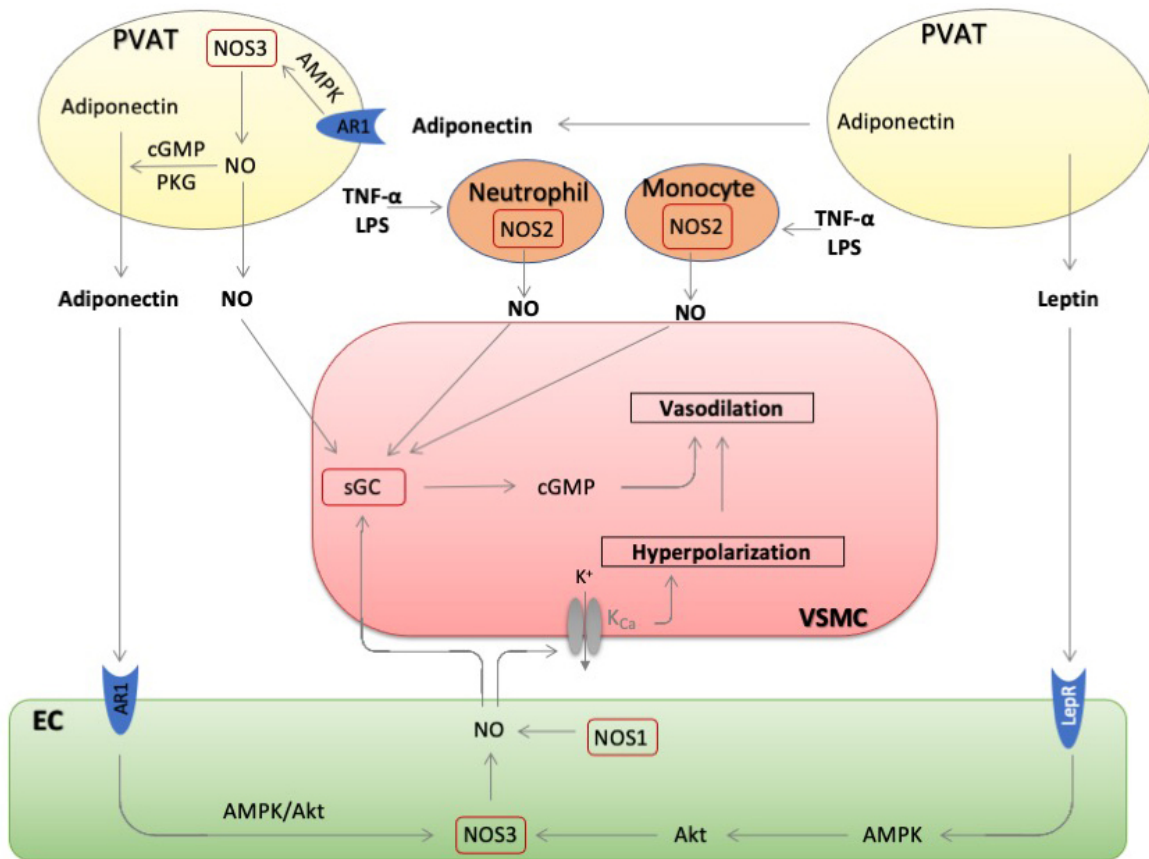 PVAT
NOS3
AMPK
Adiponectin
AR1
cGMP
NO
PKG
Adiponectin
PVAT
Adiponectin
TNF-α
LPS
Neutrophil
NOS2
Monocyte
NOS2
TNF-α
LPS
Adiponectin
NO
NO
NO
Leptin
Vasodilation
sGC
cGMP
Hyperpolarization
K⁺
K_Ca
VSMC
AR1
LepR
EC
NO
NOS1
AMPK/Akt
NOS3
Akt
AMPK